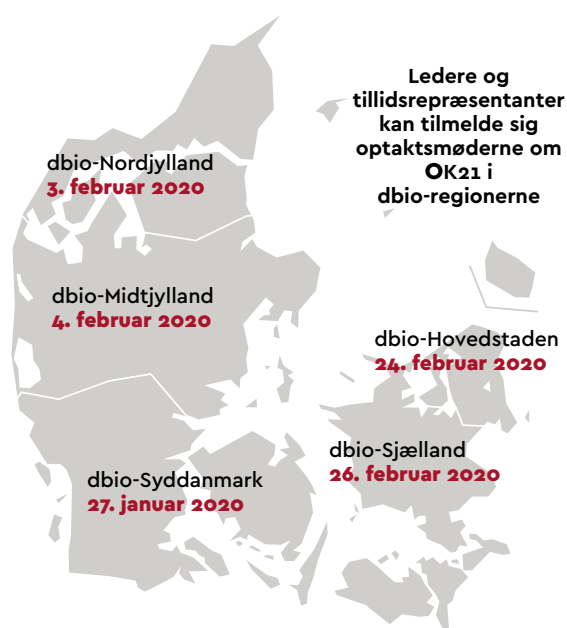 Ledere og
tillidsrepræsentanter
kan tilmelde sig
optaktsmøderne om
OK21 i
dbio-regionerne
dbio-Nordjylland
3. februar 2020
dbio-Midtjylland
4. februar 2020
dbio-Hovedstaden
24. februar 2020
dbio-Sjælland
26. februar 2020
dbio-Syddanmark
27. januar 2020